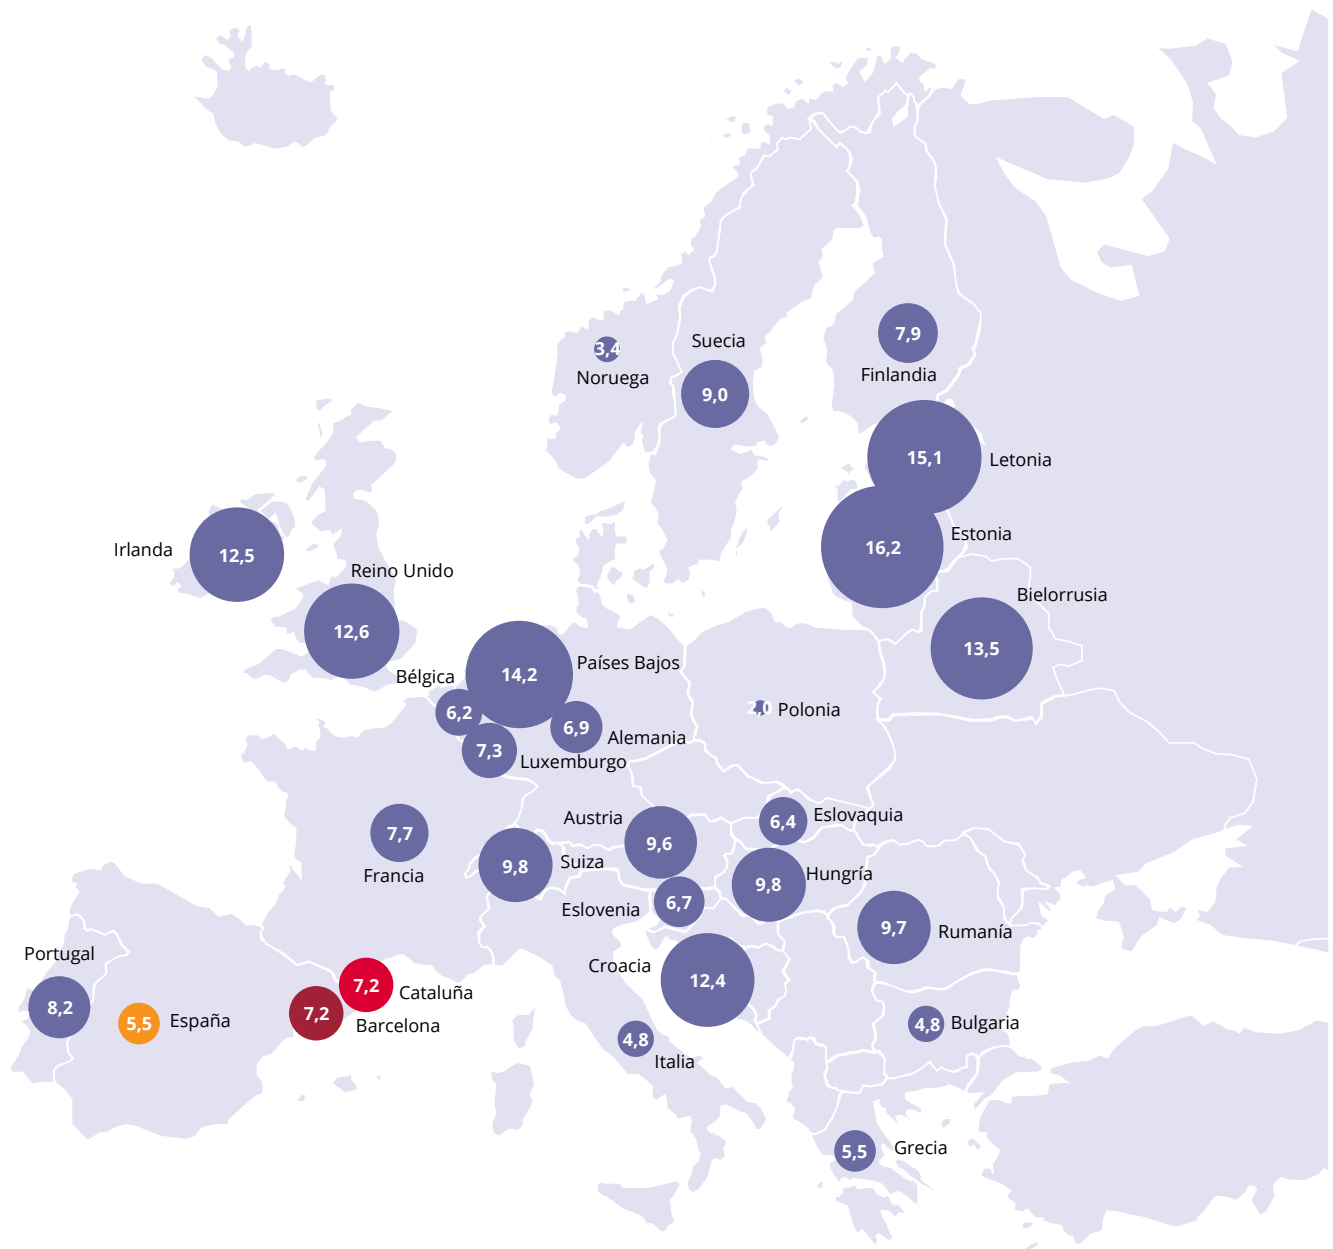 Suecia
9,0
3,4
Noruega
7,9
Finlandia
15,1
Letonia
16,2
Estonia
Irlanda
12,5
Reino Unido
12,6
Bielorrusia
13,5
Países Bajos
14,2
Bélgica
6,2
6,9
Alemania
7,3
Luxemburgo
2,0
Polonia
7,7
Francia
Austria
9,6
6,4
Eslovaquia
9,8
Suiza
9,8
Hungría
Eslovenia
6,7
9,7
Rumanía
Croacia
12,4
Portugal
8,2
5,5
España
7,2
Cataluña
7,2
Barcelona
4,8
Italia
4,8
Bulgaria
5,5
Grecia